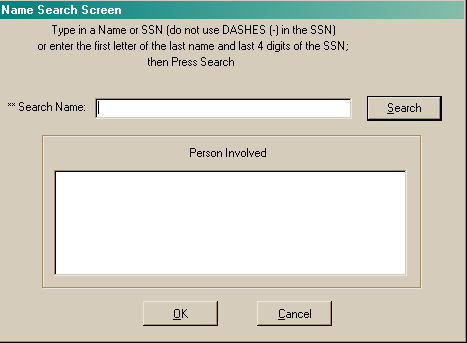 Name Search Screen
Type in a Name or SSN (do not use DASHES (-) in the SSN)
or enter the first letter of the last name and last 4 digits of the SSN;
then Press Search
** Search Name:
Search
Person Involved
OK
Cancel